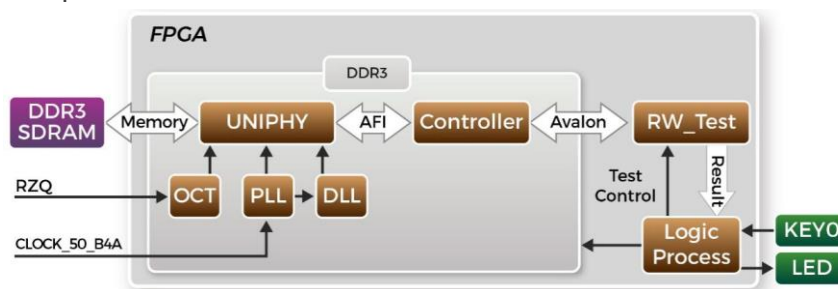 FPGA
DDR3
DDR3
SDRAM
Memory
UNIPHY
AFI
Controller
Avalon
RW_Test
RZQ
OCT
PLL
DLL
Test
Control
Result
CLOCK_50_B4A
Logic
Process
KEY0
LED